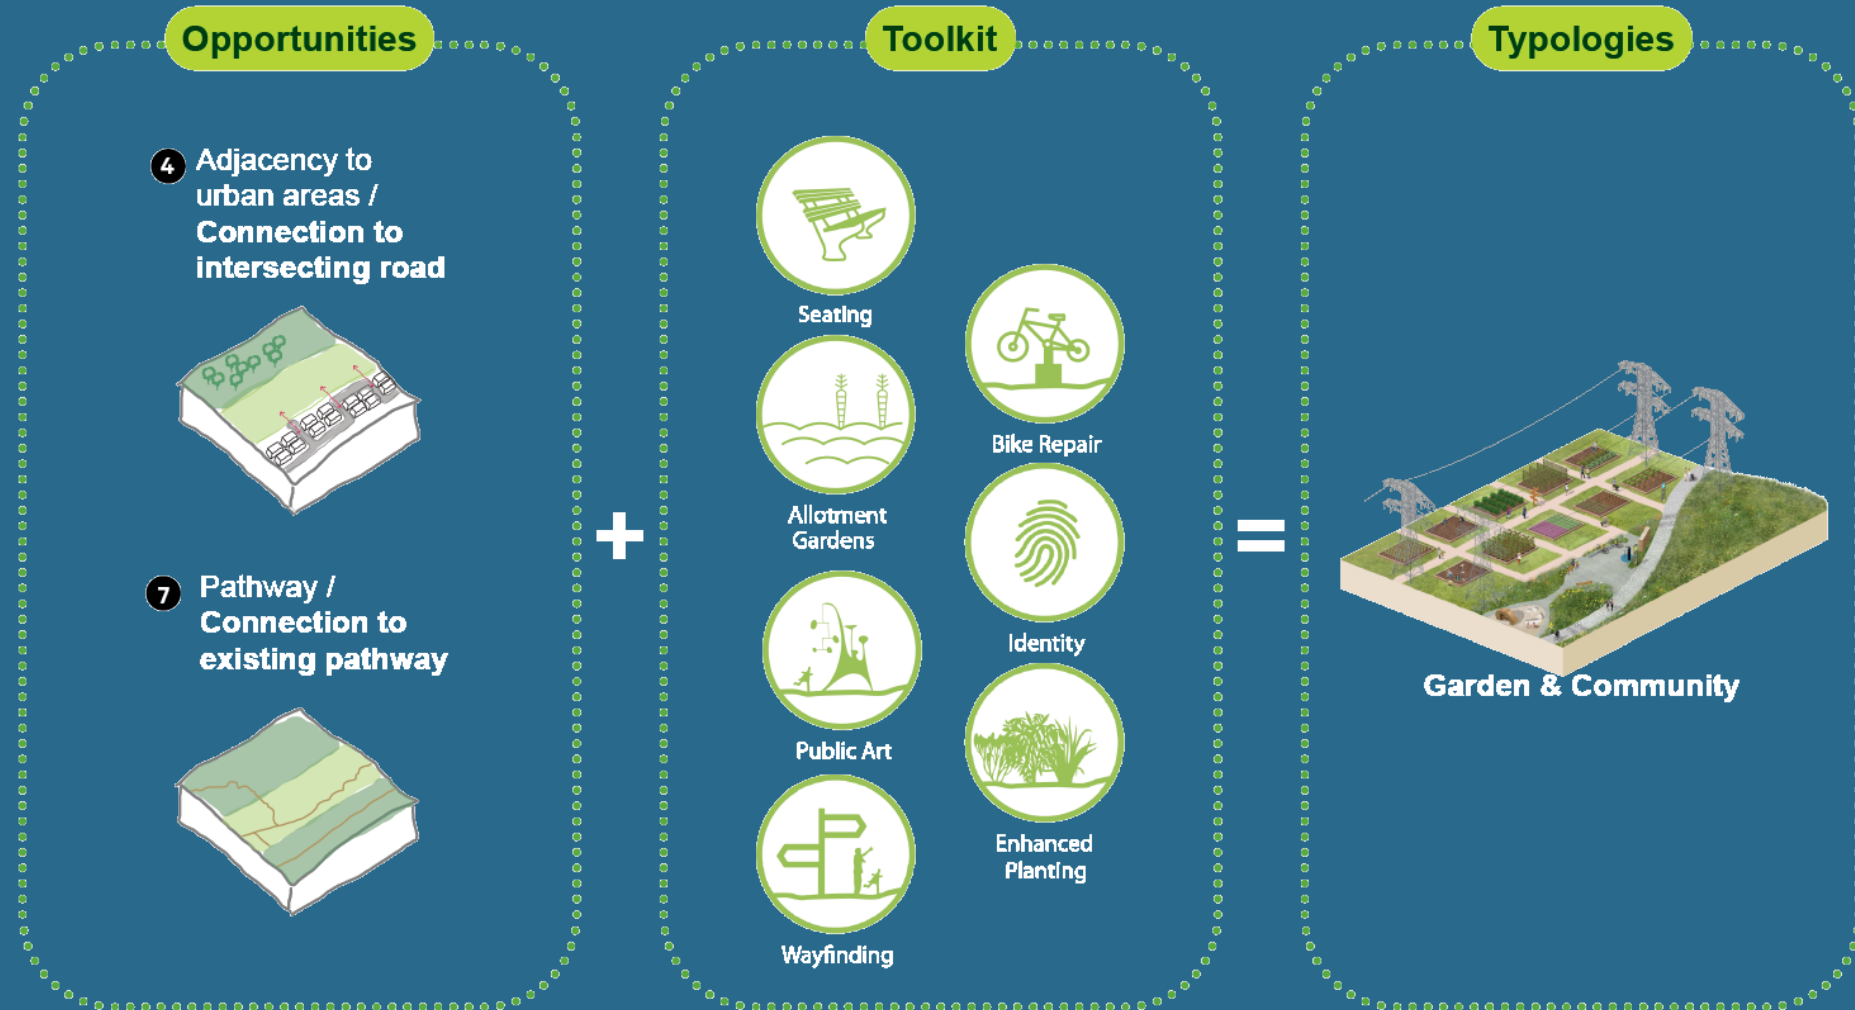 Opportunities
4
Adjacency to
urban areas /
Connection to
intersecting road
7
Pathway /
Connection to
existing pathway
+
Toolkit
Seating
Bike Repair
Allotment
Gardens
Identity
Public Art
Enhanced
Planting
Wayfinding
=
Typologies
Garden & Community